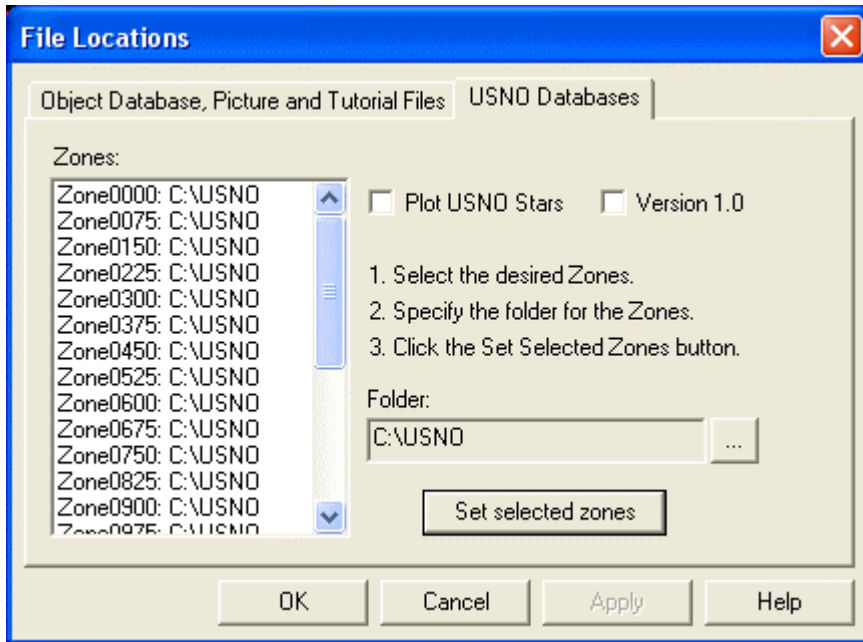 File Locations
Object Database, Picture and Tutorial Files
USNO Databases
Zones:
Zone0000: C:\USNO
Zone0075: C:\USNO
Zone0150: C:\USNO
Zone0225: C:\USNO
Zone0300: C:\USNO
Zone0375: C:\USNO
Zone0450: C:\USNO
Zone0525: C:\USNO
Zone0600: C:\USNO
Zone0675: C:\USNO
Zone0750: C:\USNO
Zone0825: C:\USNO
Zone0900: C:\USNO
Zone0975: C:\USNO
Plot USNO Stars
Version 1.0
1. Select the desired Zones.
2. Specify the folder for the Zones.
3. Click the Set Selected Zones button.
Folder:
C:\USNO
...
Set selected zones
OK
Cancel
Apply
Help